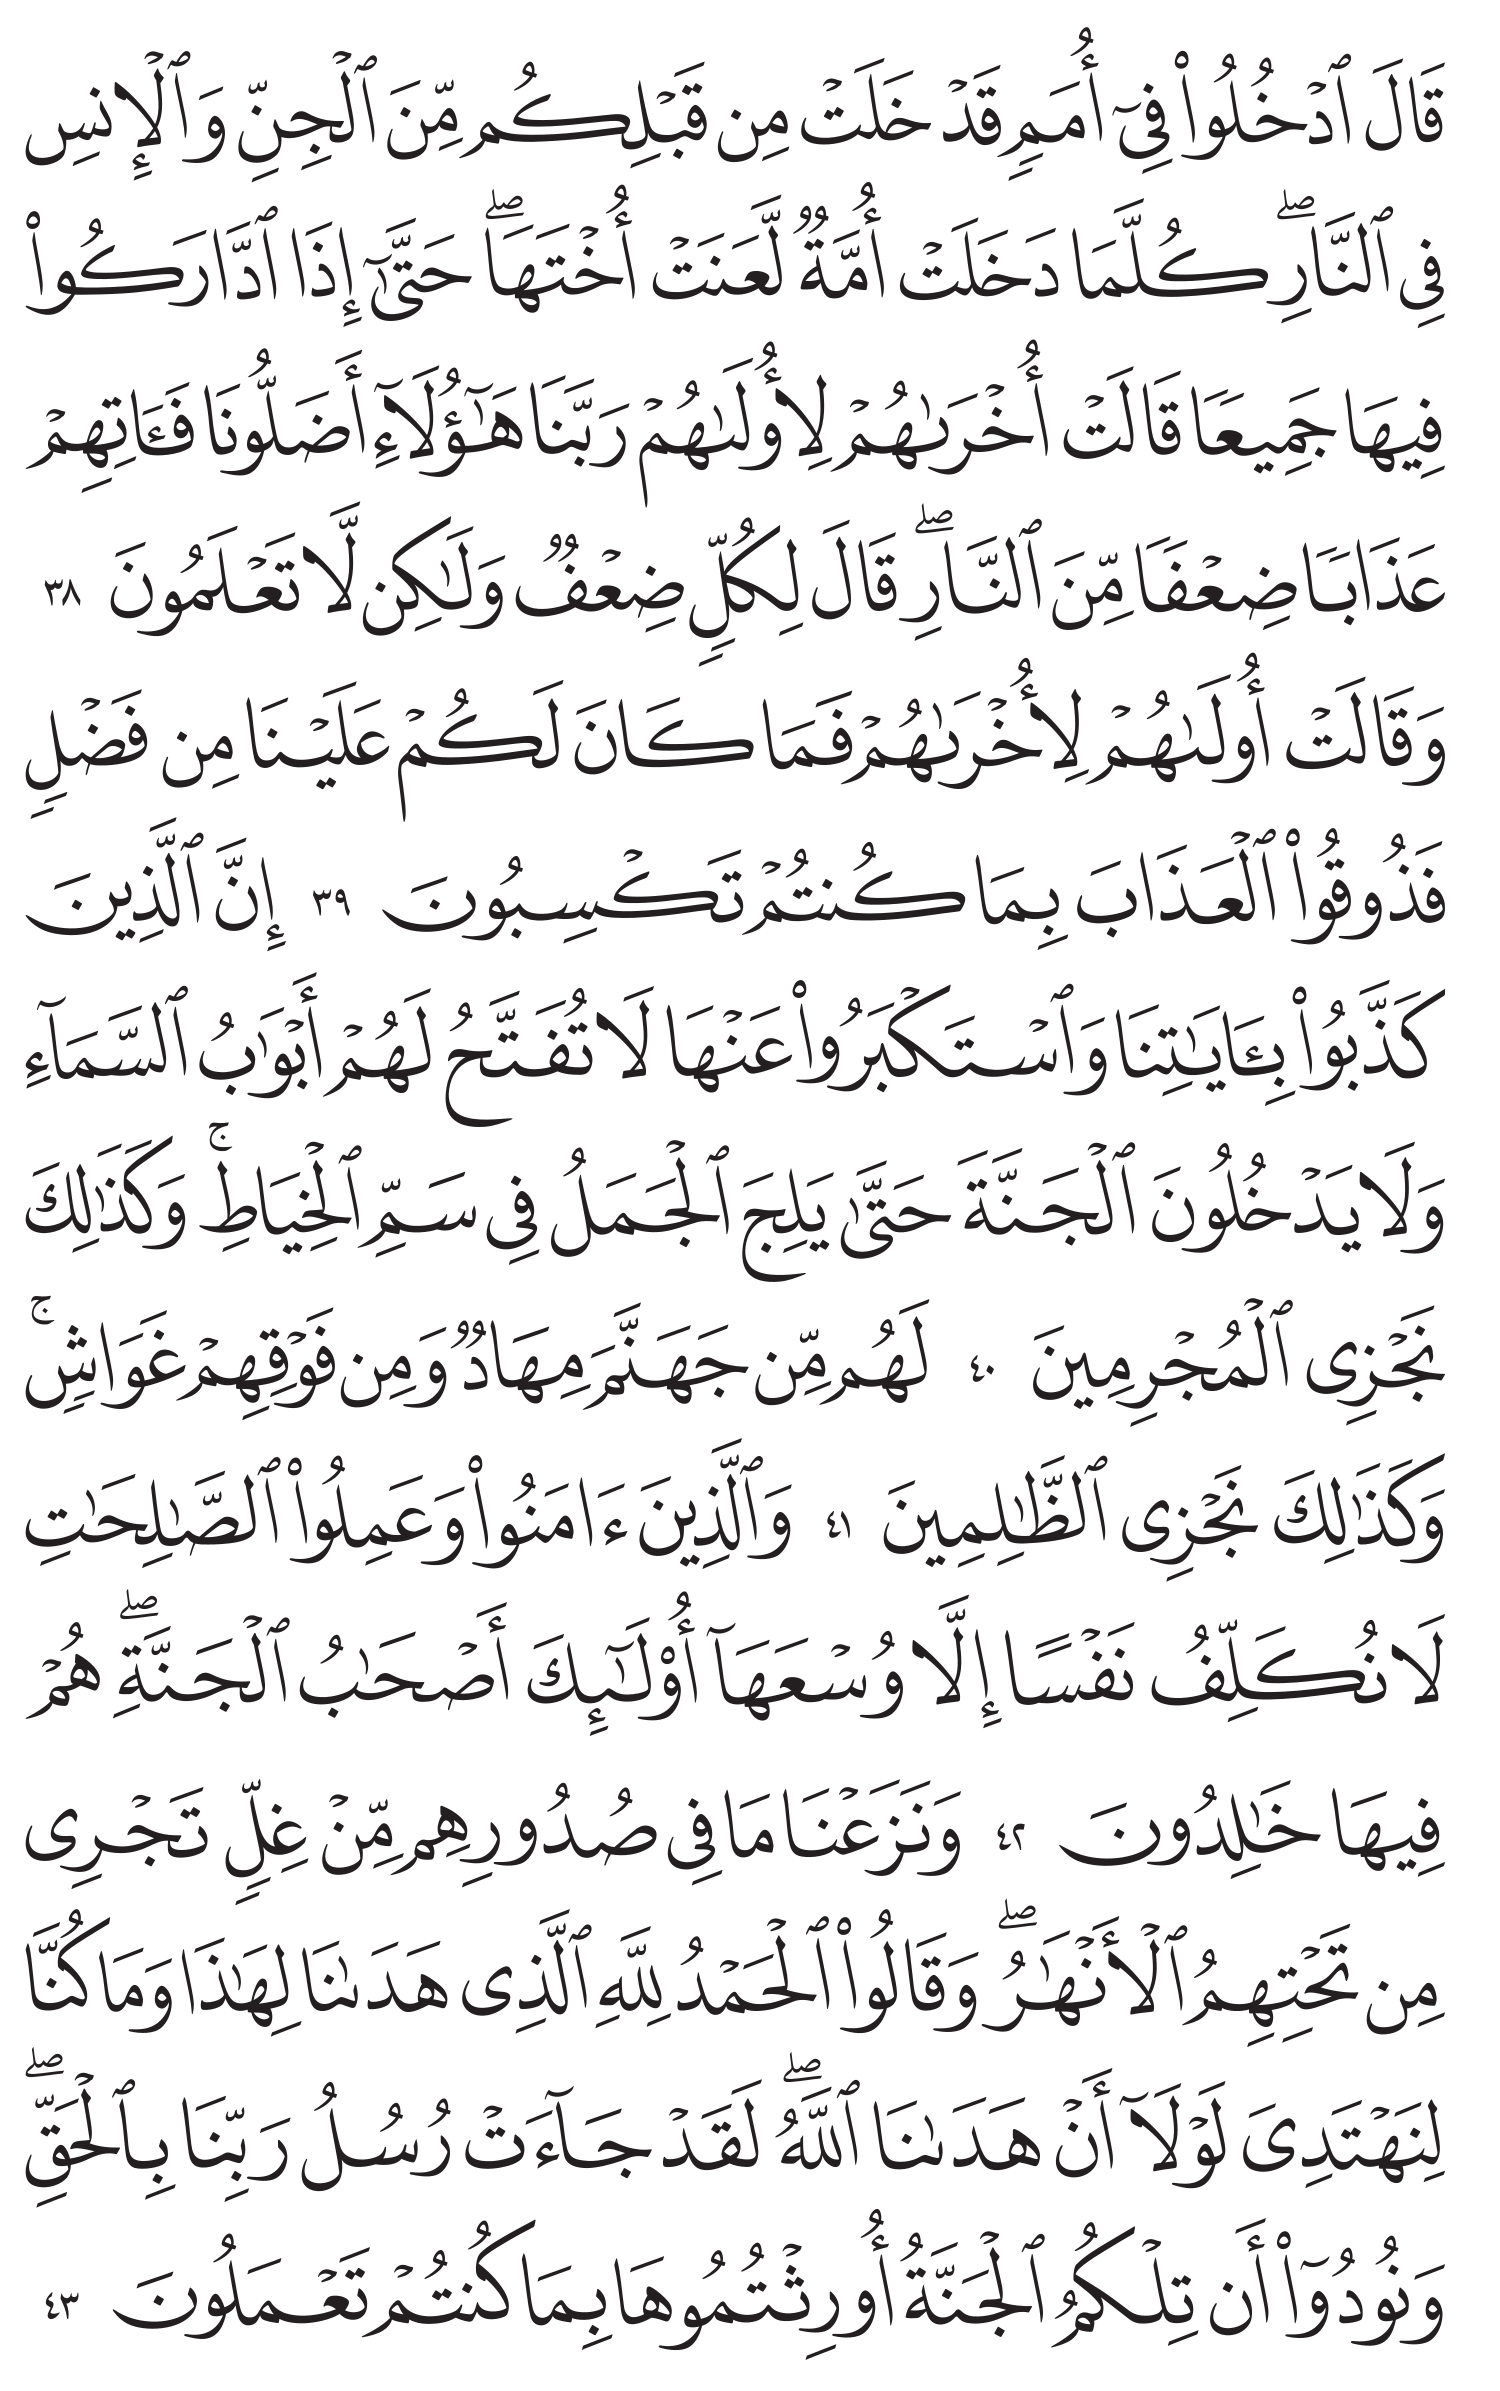 قَالَ ٱدۡخُلُواْ فِيٓ أُمَمٖ قَدۡ خَلَتۡ مِن قَبۡلِكُم مِّنَ ٱلۡجِنِّ وَٱلۡإِنسِ
فِي ٱلنَّارِۖ كُلَّمَا دَخَلَتۡ أُمَّةٞ لَّعَنَتۡ أُخۡتَهَاۖ حَتَّىٰٓ إِذَا ٱدَّارَكُواْ
فِيهَا جَمِيعٗا قَالَتۡ أُخۡرَىٰهُمۡ لِأُولَىٰهُمۡ رَبَّنَا هَٰٓؤُلَآءِ أَضَلُّونَا فَـَٔاتِهِمۡ
عَذَابٗا ضِعۡفٗا مِّنَ ٱلنَّارِۖ قَالَ لِكُلّٖ ضِعۡفٞ وَلَٰكِن لَّا تَعۡلَمُونَ ٣٨
وَقَالَتۡ أُولَىٰهُمۡ لِأُخۡرَىٰهُمۡ فَمَا كَانَ لَكُمۡ عَلَيۡنَا مِن فَضۡلٖ
فَذُوقُواْ ٱلۡعَذَابَ بِمَا كُنتُمۡ تَكۡسِبُونَ ٣٩ إِنَّ ٱلَّذِينَ
كَذَّبُواْ بِـَٔايَٰتِنَا وَٱسۡتَكۡبَرُواْ عَنۡهَا لَا تُفَتَّحُ لَهُمۡ أَبۡوَٰبُ ٱلسَّمَآءِ
وَلَا يَدۡخُلُونَ ٱلۡجَنَّةَ حَتَّىٰ يَلِجَ ٱلۡجَمَلُ فِي سَمِّ ٱلۡخِيَاطِۚ وَكَذَٰلِكَ
نَجۡزِي ٱلۡمُجۡرِمِينَ ٤٠ لَهُم مِّن جَهَنَّمَ مِهَادٞ وَمِن فَوۡقِهِمۡ غَوَاشٖۚ
وَكَذَٰلِكَ نَجۡزِي ٱلظَّٰلِمِينَ ٤١ وَٱلَّذِينَ ءَامَنُواْ وَعَمِلُواْ ٱلصَّٰلِحَٰتِ
لَا نُكَلِّفُ نَفۡسًا إِلَّا وُسۡعَهَآ أُوْلَٰٓئِكَ أَصۡحَٰبُ ٱلۡجَنَّةِۖ هُمۡ
فِيهَا خَٰلِدُونَ ٤٢ وَنَزَعۡنَا مَا فِي صُدُورِهِم مِّنۡ غِلّٖ تَجۡرِي
مِن تَحۡتِهِمُ ٱلۡأَنۡهَٰرُۖ وَقَالُواْ ٱلۡحَمۡدُ لِلَّهِ ٱلَّذِي هَدَىٰنَا لِهَٰذَا وَمَا كُنَّا
لِنَهۡتَدِيَ لَوۡلَآ أَنۡ هَدَىٰنَا ٱللَّهُۖ لَقَدۡ جَآءَتۡ رُسُلُ رَبِّنَا بِٱلۡحَقِّۖ
وَنُودُوٓاْ أَن تِلۡكُمُ ٱلۡجَنَّةُ أُورِثۡتُمُوهَا بِمَا كُنتُمۡ تَعۡمَلُونَ ٤٣